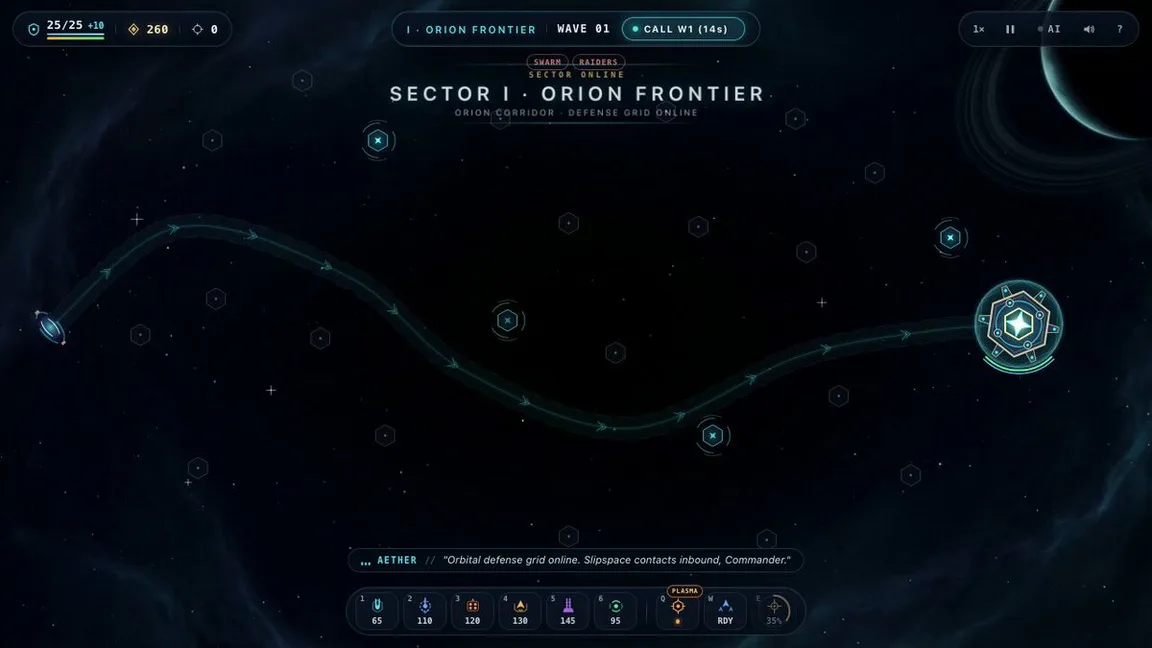 25/25 +10
260
0
I · ORION FRONTIER
WAVE 01
CALL W1 (14s)
1×
AI
?
SWARM
RAIDERS
SECTOR ONLINE
SECTOR I · ORION FRONTIER
ORION CORRIDOR · DEFENSE GRID ONLINE
AETHER // "Orbital defense grid online. Slipspace contacts inbound, Commander."
PLASMA
1
2
3
4
5
6
Q
W
E
65
110
120
130
145
95
RDY
35%